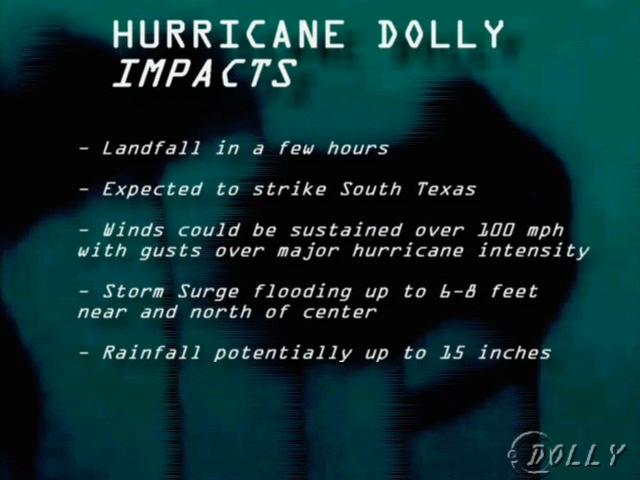 HURRICANE DOLLY
IMPACTS
- Landfall in a few hours
- Expected to strike South Texas
- Winds could be sustained over 100 mph
with gusts over major hurricane intensity
- Storm Surge flooding up to 6-8 feet
near and north of center
- Rainfall potentially up to 15 inches
DOLLY